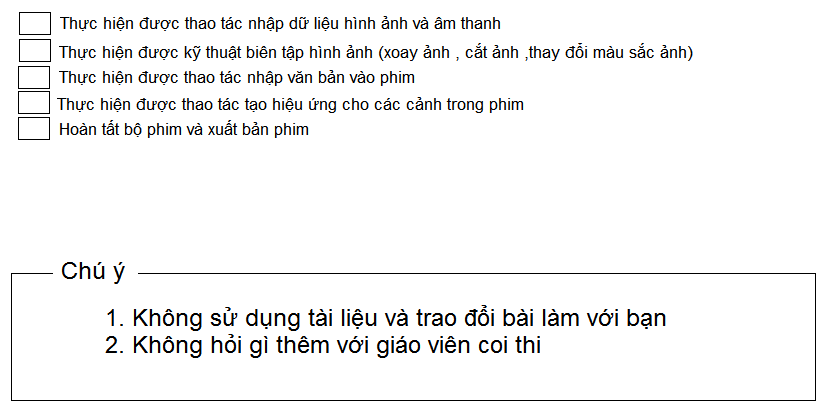 Thực hiện được thao tác nhập dữ liệu hình ảnh và âm thanh
Thực hiện được kỹ thuật biên tập hình ảnh (xoay ảnh , cắt ảnh ,thay đổi màu sắc ảnh)
Thực hiện được thao tác nhập văn bản vào phim
Thực hiện được thao tác tạo hiệu ứng cho các cảnh trong phim
Hoàn tất bộ phim và xuất bản phim
Chú ý
1. Không sử dụng tài liệu và trao đổi bài làm với bạn
2. Không hỏi gì thêm với giáo viên coi thi